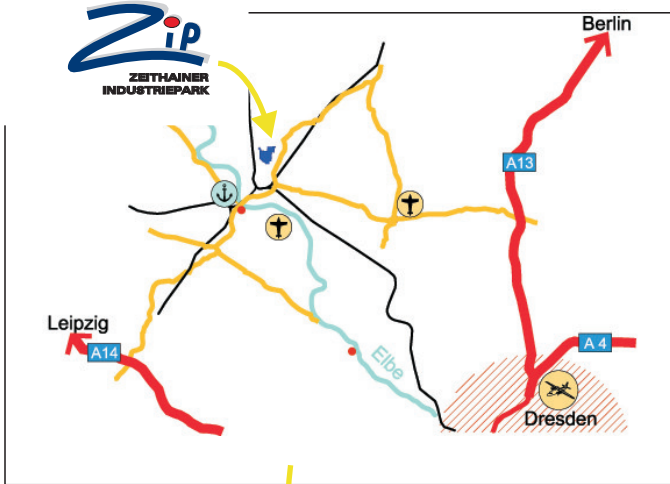 Zip
ZEITHAINER
INDUSTRIEPARK
Berlin
A13
Leipzig
A14
Elbe
A 4
Dresden